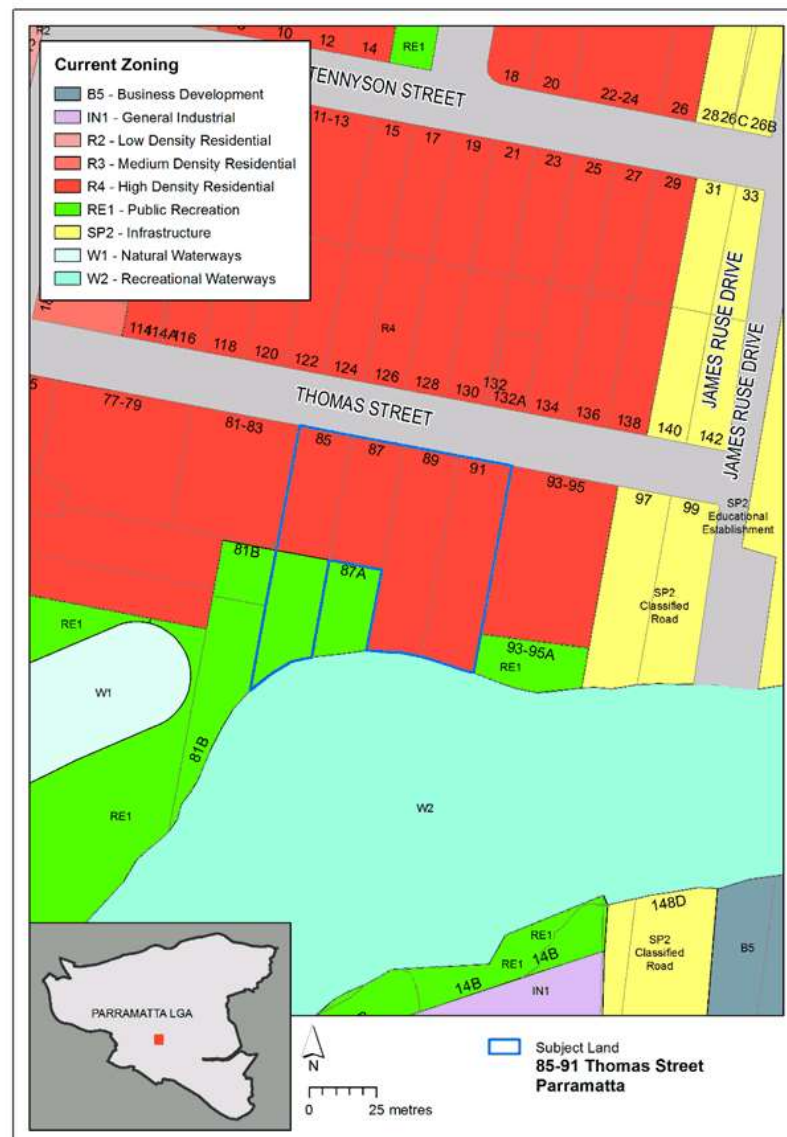 R2
10
12
14
RE1
TENNYSON STREET
18
20
22-24
26
28
26C
26B
Current Zoning
B5 - Business Development
IN1 - General Industrial
R2 - Low Density Residential
R3 - Medium Density Residential
R4 - High Density Residential
RE1 - Public Recreation
SP2 - Infrastructure
W1 - Natural Waterways
W2 - Recreational Waterways
11-13
15
17
19
21
23
25
27
29
31
33
JAMES RUSE DRIVE
JAMES RUSE DRIVE
R4
114
114A
116
118
120
122
124
126
128
130
132
132A
134
136
138
140
142
THOMAS STREET
77-79
81-83
85
87
89
91
93-95
97
99
SP2
Educational
Establishment
81B
87A
SP2
Classified
Road
RE1
93-95A
RE1
W1
81B
RE1
W2
148D
RE1
14B
RE1
14B
IN1
SP2
Classified
Road
B5
PARRAMATTA LGA
N
0 25 metres
Subject Land
85-91 Thomas Street
Parramatta